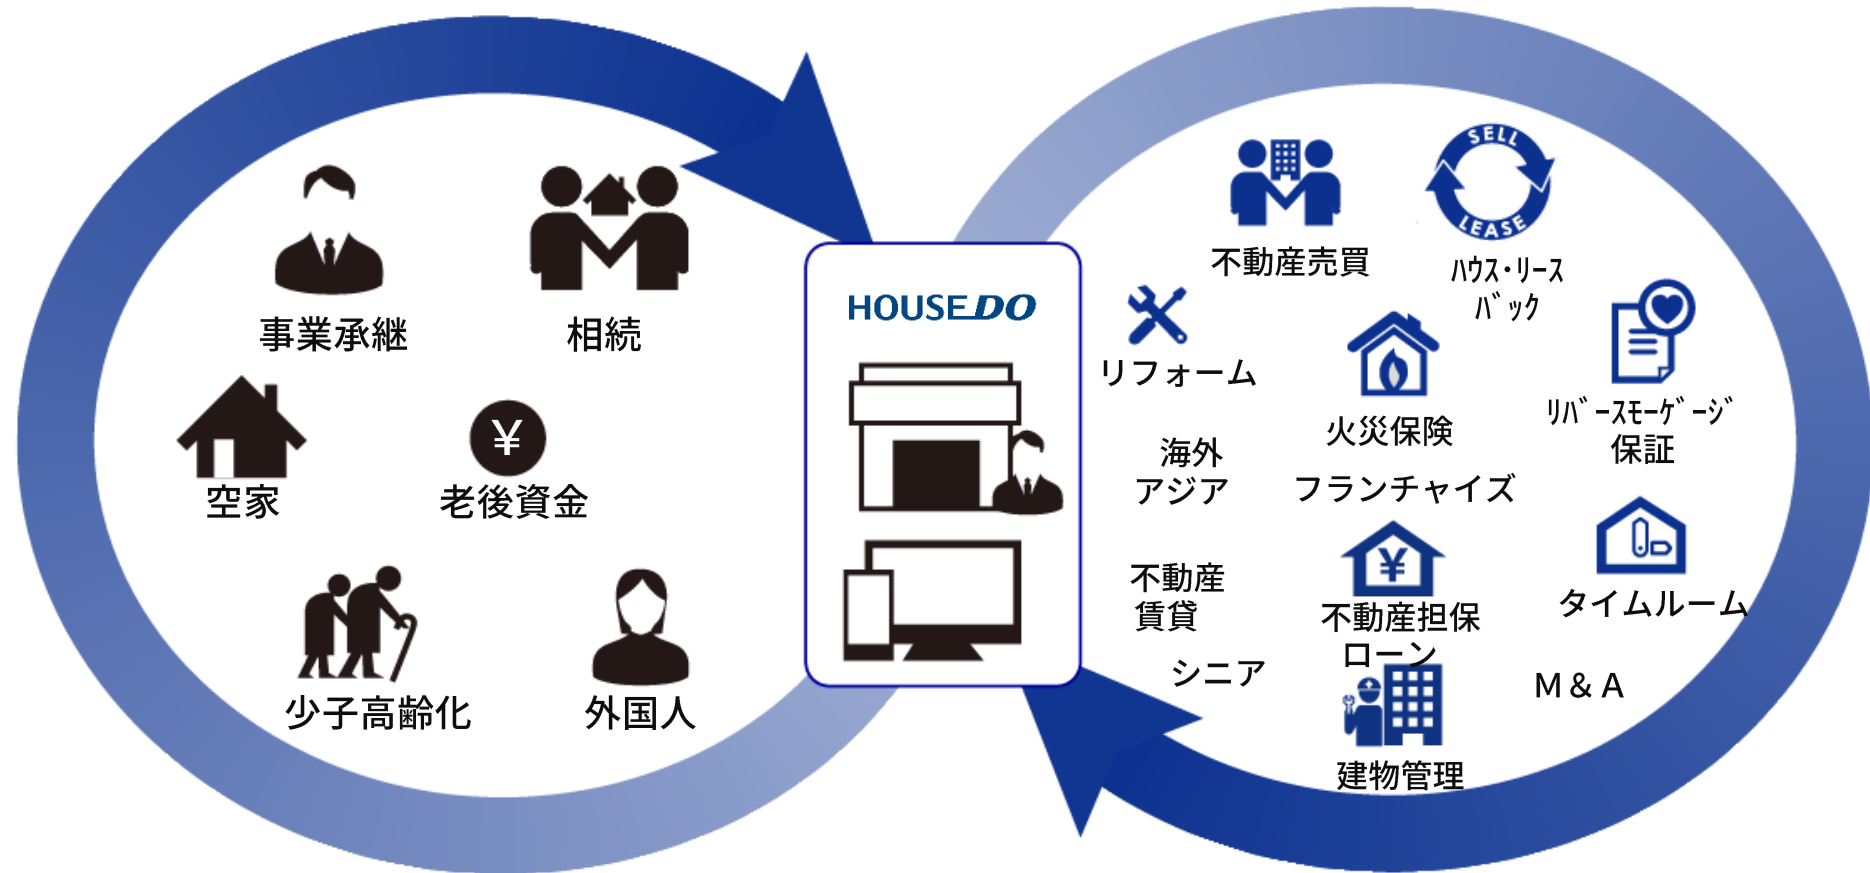 事業承継
相続
空家
¥
老後資金
少子高齢化
外国人
HOUSEDO
不動産売買
SELL
LEASE
ﾊｳｽ・ﾘｰｽ
ﾊﾞｯｸ
リフォーム
火災保険
ﾘﾊﾞｰｽﾓｰｹﾞｰｼﾞ
保証
海外
アジア
フランチャイズ
不動産
賃貸
¥
不動産担保
ローン
タイムルーム
シニア
M & A
建物管理